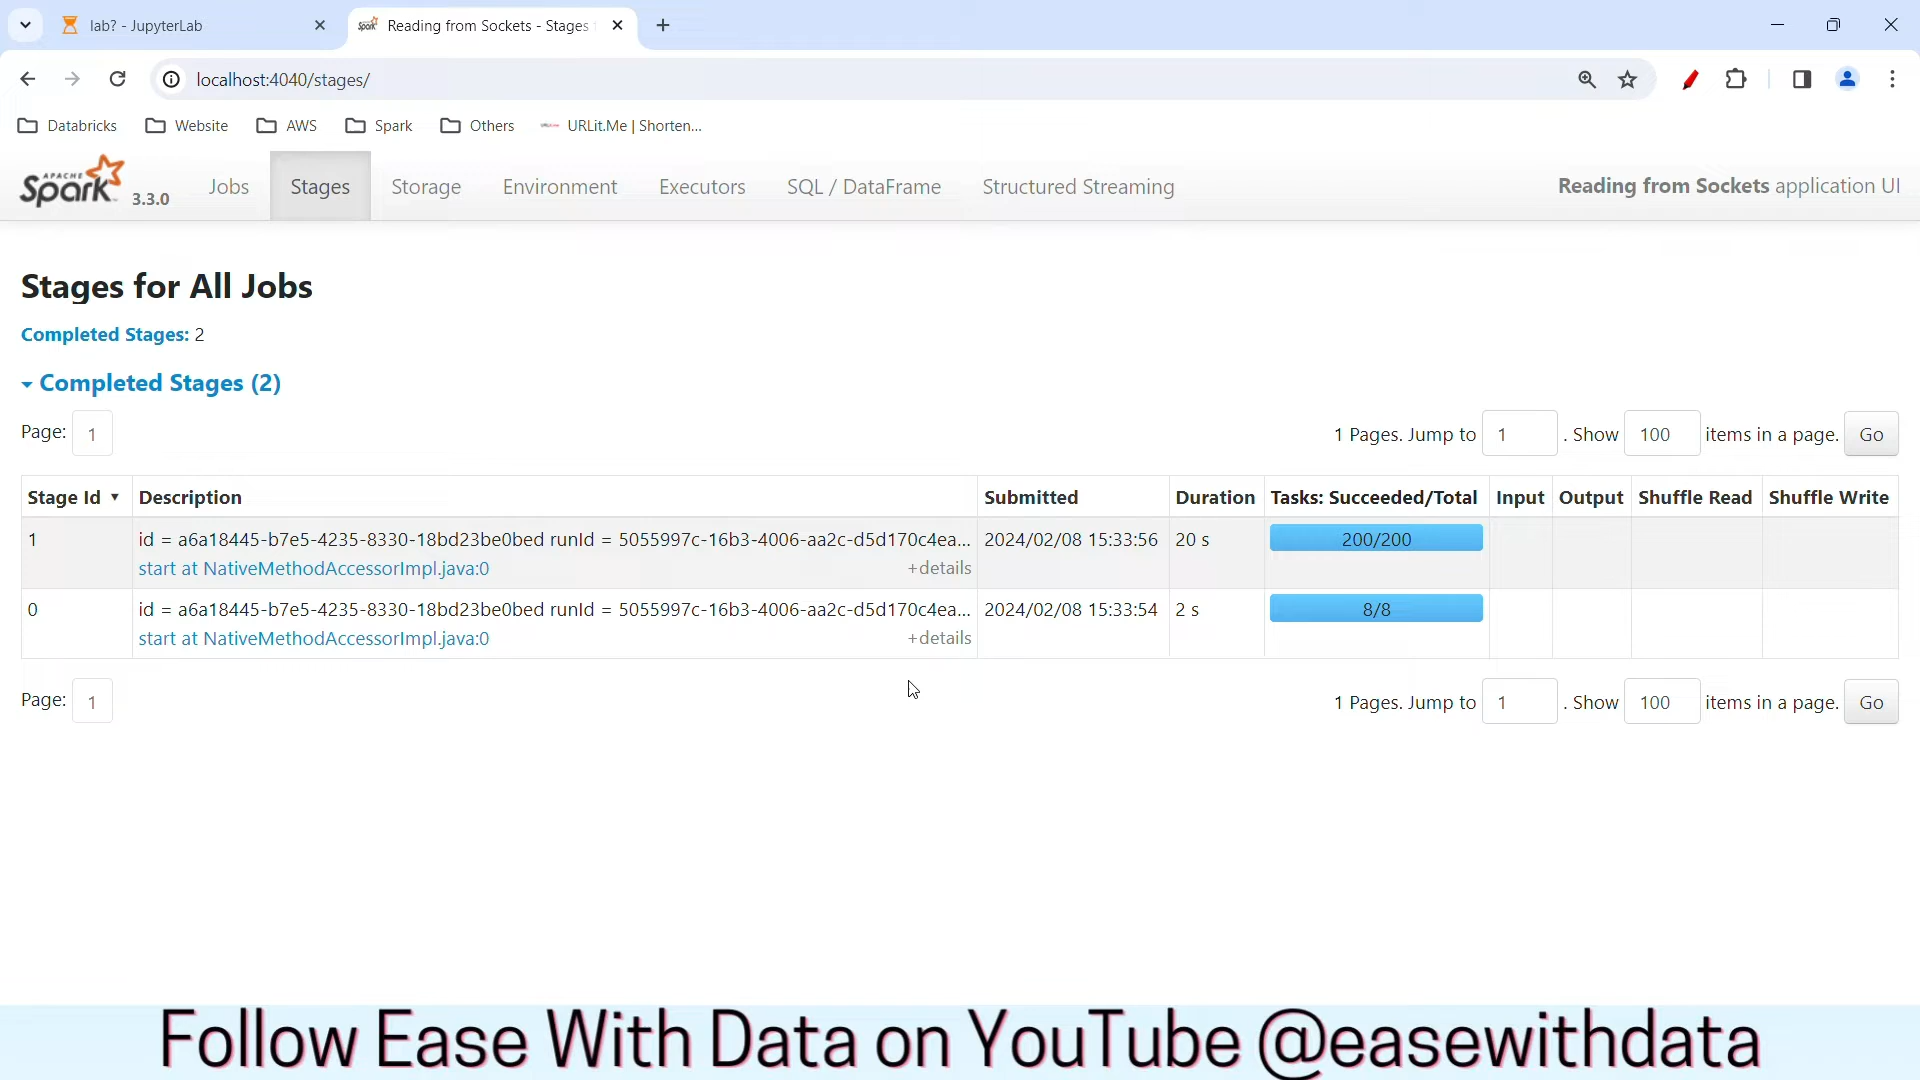 lab? - JupyterLab
Reading from Sockets - Stages
localhost:4040/stages/
Databricks Website AWS Spark Others URLit.Me | Shorten...
APACHE Spark 3.3.0 Jobs Stages Storage Environment Executors SQL / DataFrame Structured Streaming Reading from Sockets application UI
Stages for All Jobs
Completed Stages: 2
Completed Stages (2)
Page: 1 1 Pages. Jump to 1 . Show 100 items in a page. Go
Stage Id Description Submitted Duration Tasks: Succeeded/Total Input Output Shuffle Read Shuffle Write
1 id = a6a18445-b7e5-4235-8330-18bd23be0bed runId = 5055997c-16b3-4006-aa2c-d5d170c4ea... 2024/02/08 15:33:56 20 s 200/200
start at NativeMethodAccessorImpl.java:0 +details
0 id = a6a18445-b7e5-4235-8330-18bd23be0bed runId = 5055997c-16b3-4006-aa2c-d5d170c4ea... 2024/02/08 15:33:54 2 s 8/8
start at NativeMethodAccessorImpl.java:0 +details
Page: 1 1 Pages. Jump to 1 . Show 100 items in a page. Go
Follow Ease With Data on YouTube @easewithdata